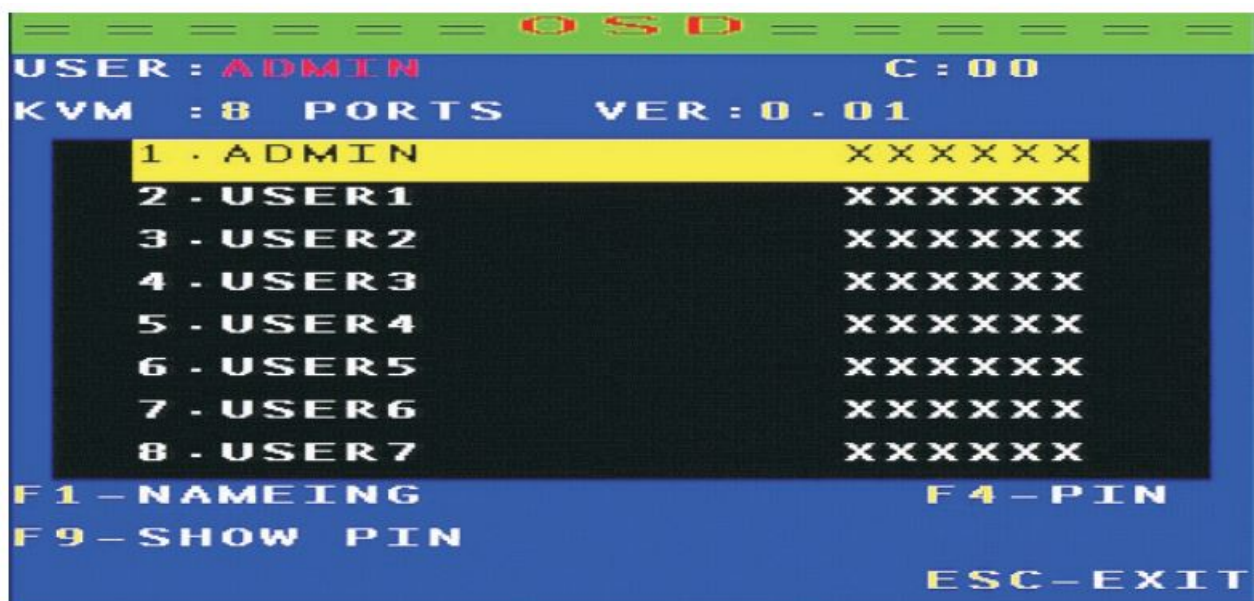 = = = = = = O S D = = = = = = =
USER:ADMIN C:00
KVM :8 PORTS VER:0-01
1.ADMIN XXXXXX
2-USER1 XXXXXX
3-USER2 XXXXXX
4-USER3 XXXXXX
5-USER4 XXXXXX
6-USER5 XXXXXX
7-USER6 XXXXXX
8-USER7 XXXXXX
F1-NAMEING F4-PIN
F9-SHOW PIN
ESC-EXIT